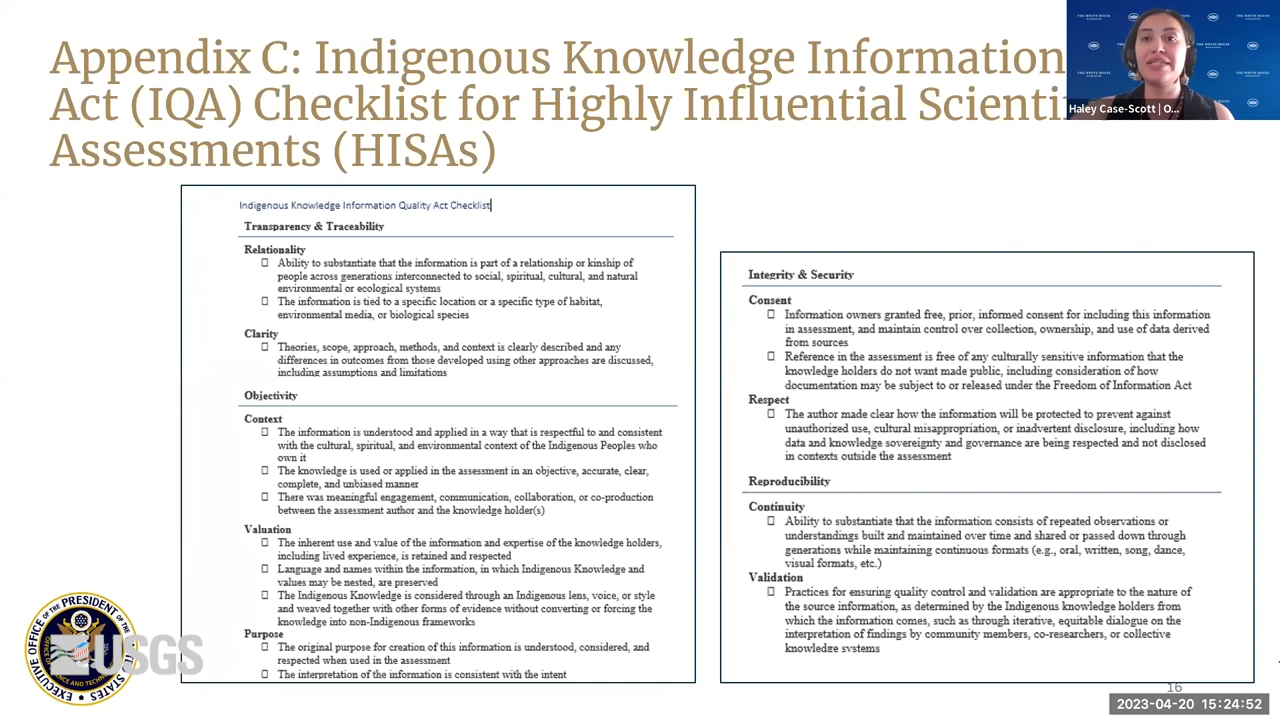 Appendix C: Indigenous Knowledge Information
Act (IQA) Checklist for Highly Influential
Assessments (HISAs)
Haley Case-Scott | O...
Indigenous Knowledge Information Quality Act Checklist
Transparency & Traceability
Relationality
Ability to substantiate that the information is part of a relationship or kinship of
people across generations interconnected to social, spiritual, cultural, and natural
environmental or ecological systems
The information is tied to a specific location or a specific type of habitat,
environmental media, or biological species
Clarity
Theories, scope, approach, methods, and context is clearly described and any
differences in outcomes from those developed using other approaches are discussed,
including assumptions and limitations
Objectivity
Context
The information is understood and applied in a way that is respectful to and consistent
with the cultural, spiritual, and environmental context of the Indigenous Peoples who
own it
The knowledge is used or applied in the assessment in an objective, accurate, clear,
complete, and unbiased manner
There was meaningful engagement, communication, collaboration, or co-production
between the assessment author and the knowledge holder(s)
Valuation
The inherent use and value of the information and expertise of the knowledge holders,
including lived experience, is retained and respected
Language and names within the information, in which Indigenous Knowledge and
values may be nested, are preserved
The Indigenous Knowledge is considered through an Indigenous lens, voice, or style
and weaved together with other forms of evidence without converting or forcing the
knowledge into non-Indigenous frameworks
Purpose
The original purpose for creation of this information is understood, considered, and
respected when used in the assessment
The interpretation of the information is consistent with the intent
Integrity & Security
Consent
Information owners granted free, prior, informed consent for including this information
in assessment, and maintain control over collection, ownership, and use of data derived
from sources
Reference in the assessment is free of any culturally sensitive information that the
knowledge holders do not want made public, including consideration of how
documentation may be subject to or released under the Freedom of Information Act
Respect
The author made clear how the information will be protected to prevent against
unauthorized use, cultural misappropriation, or inadvertent disclosure, including how
data and knowledge sovereignty and governance are being respected and not disclosed
in contexts outside the assessment
Reproducibility
Continuity
Ability to substantiate that the information consists of repeated observations or
understandings built and maintained over time and shared or passed down through
generations while maintaining continuous formats (e.g., oral, written, song, dance,
visual formats, etc.)
Validation
Practices for ensuring quality control and validation are appropriate to the nature of
the source information, as determined by the Indigenous knowledge holders from
which the information comes, such as through iterative, equitable dialogue on the
interpretation of findings by community members, co-researchers, or collective
knowledge systems
EXECUTIVE OFFICE OF THE PRESIDENT
USGS
16
2023-04-20 15:24:52